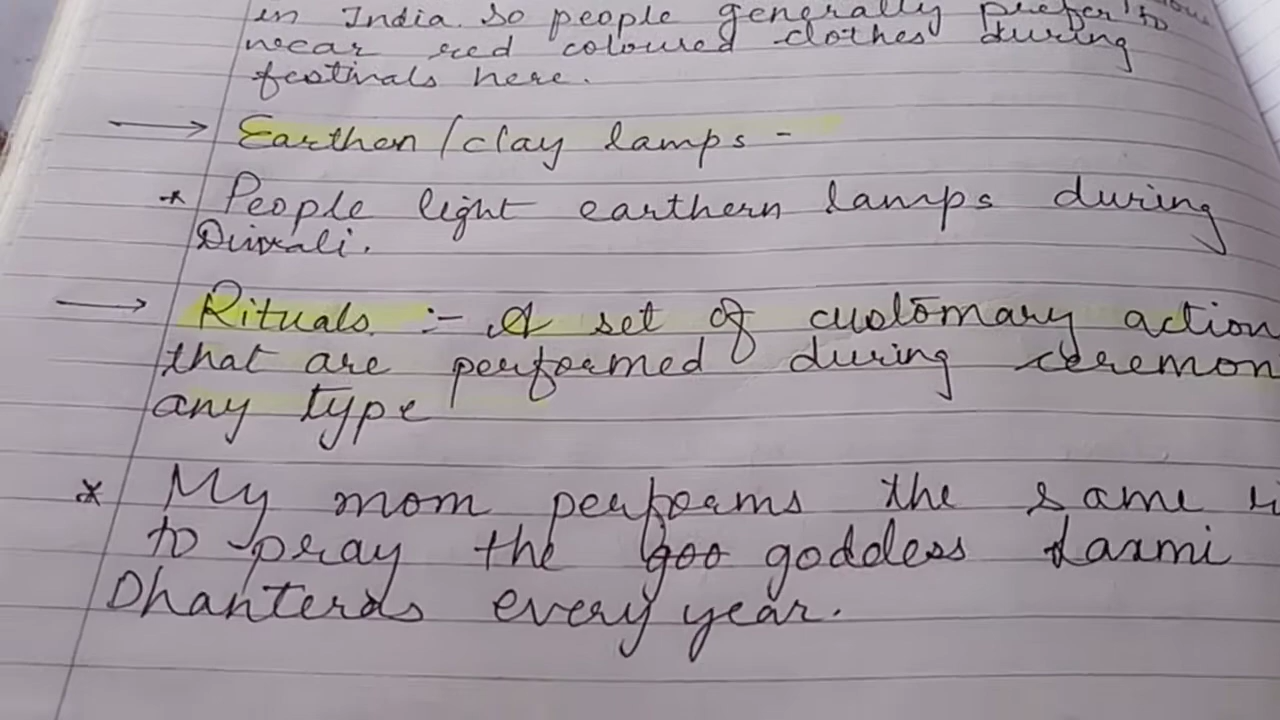 in India. So people generally prefer to
wear red coloured clothes during
festivals here.
→ Earthen / clay lamps -
* People light earthern lamps during
Diwali.
→ Rituals :- A set of customary action
that are performed during ceremon
any type
* My mom performs the same ri
to pray the goo goddess Laxmi
Dhanteras every year.